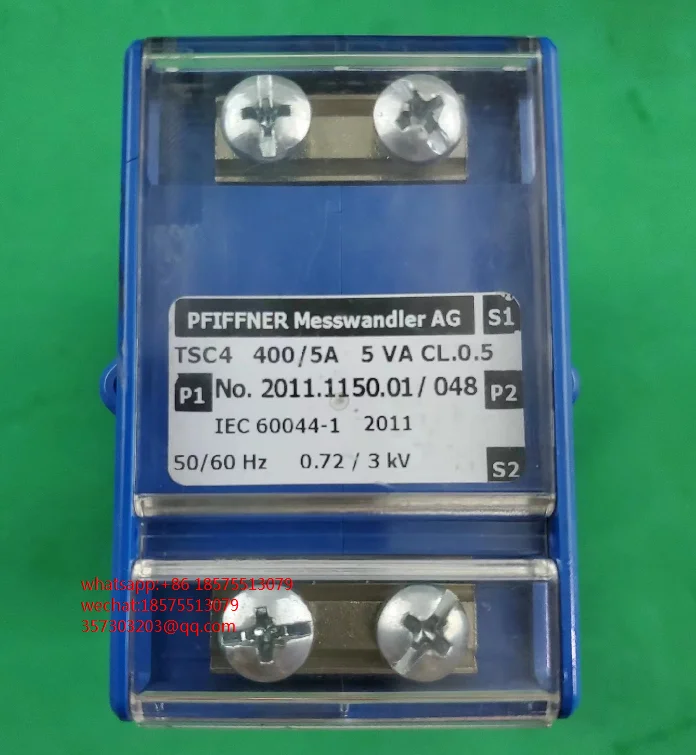 PFIFFNER Messwandler AG S1
TSC4 400/5A 5 VA CL.0.5
P1 No. 2011.1150.01/ 048 P2
IEC 60044-1 2011
50/60 Hz 0.72 / 3 kV S2
whatsapp:+86 18575513079
wechat:18575513079
357303203@qq.com